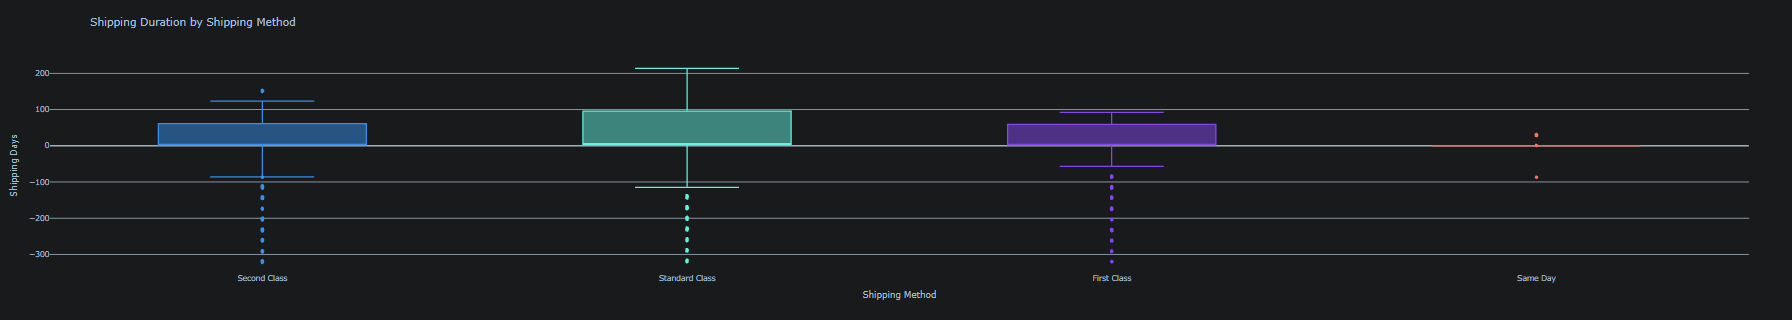 Shipping Duration by Shipping Method
Shipping Days
200
100
0
−100
−200
−300
Second Class
Standard Class
First Class
Same Day
Shipping Method